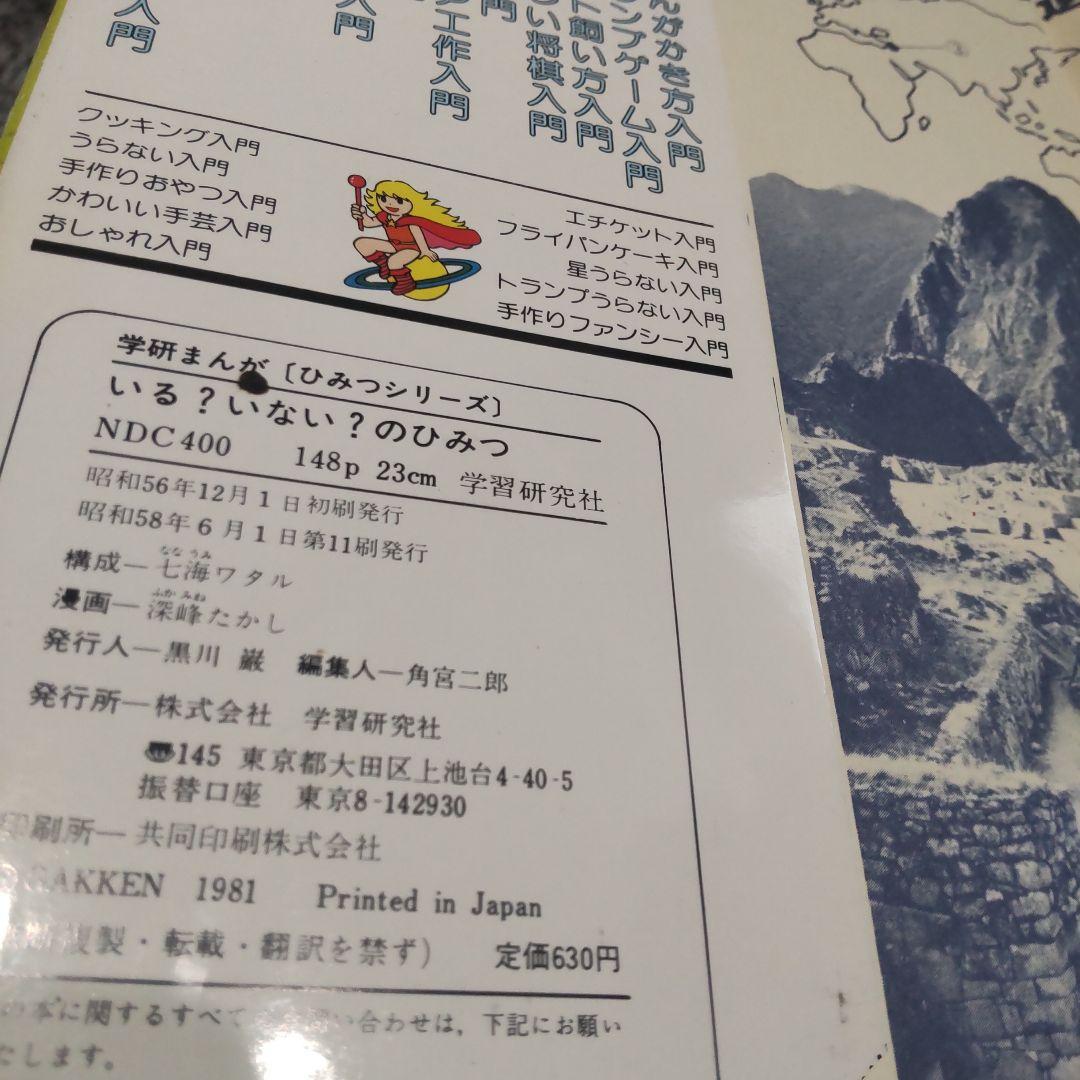 んがかき方入門
ンプゲーム入門
ト飼い方入門
い将棋入門
門
工作入門
入門
入門
クッキング入門
うらない入門
手作りおやつ入門
かわいい手芸入門
おしゃれ入門
エチケット入門
フライパンケーキ入門
星うらない入門
トランプうらない入門
手作りファンシー入門
学研まんが〔ひみつシリーズ〕
いる？いない？のひみつ
NDC400 148p 23cm 学習研究社
昭和56年12月1日初刷発行
昭和58年6月1日第11刷発行
構成―七海ワタル
なな うみ
漫画―深峰たかし
ふか みね
発行人―黒川 巌 編集人―角宮二郎
発行所―株式会社 学習研究社
145 東京都大田区上池台4-40-5
振替口座 東京8-142930
印刷所―共同印刷株式会社
GAKKEN 1981 Printed in Japan
複製・転載・翻訳を禁ず) 定価630円
の本に関するすべて い合わせは，下記にお願い
たします。